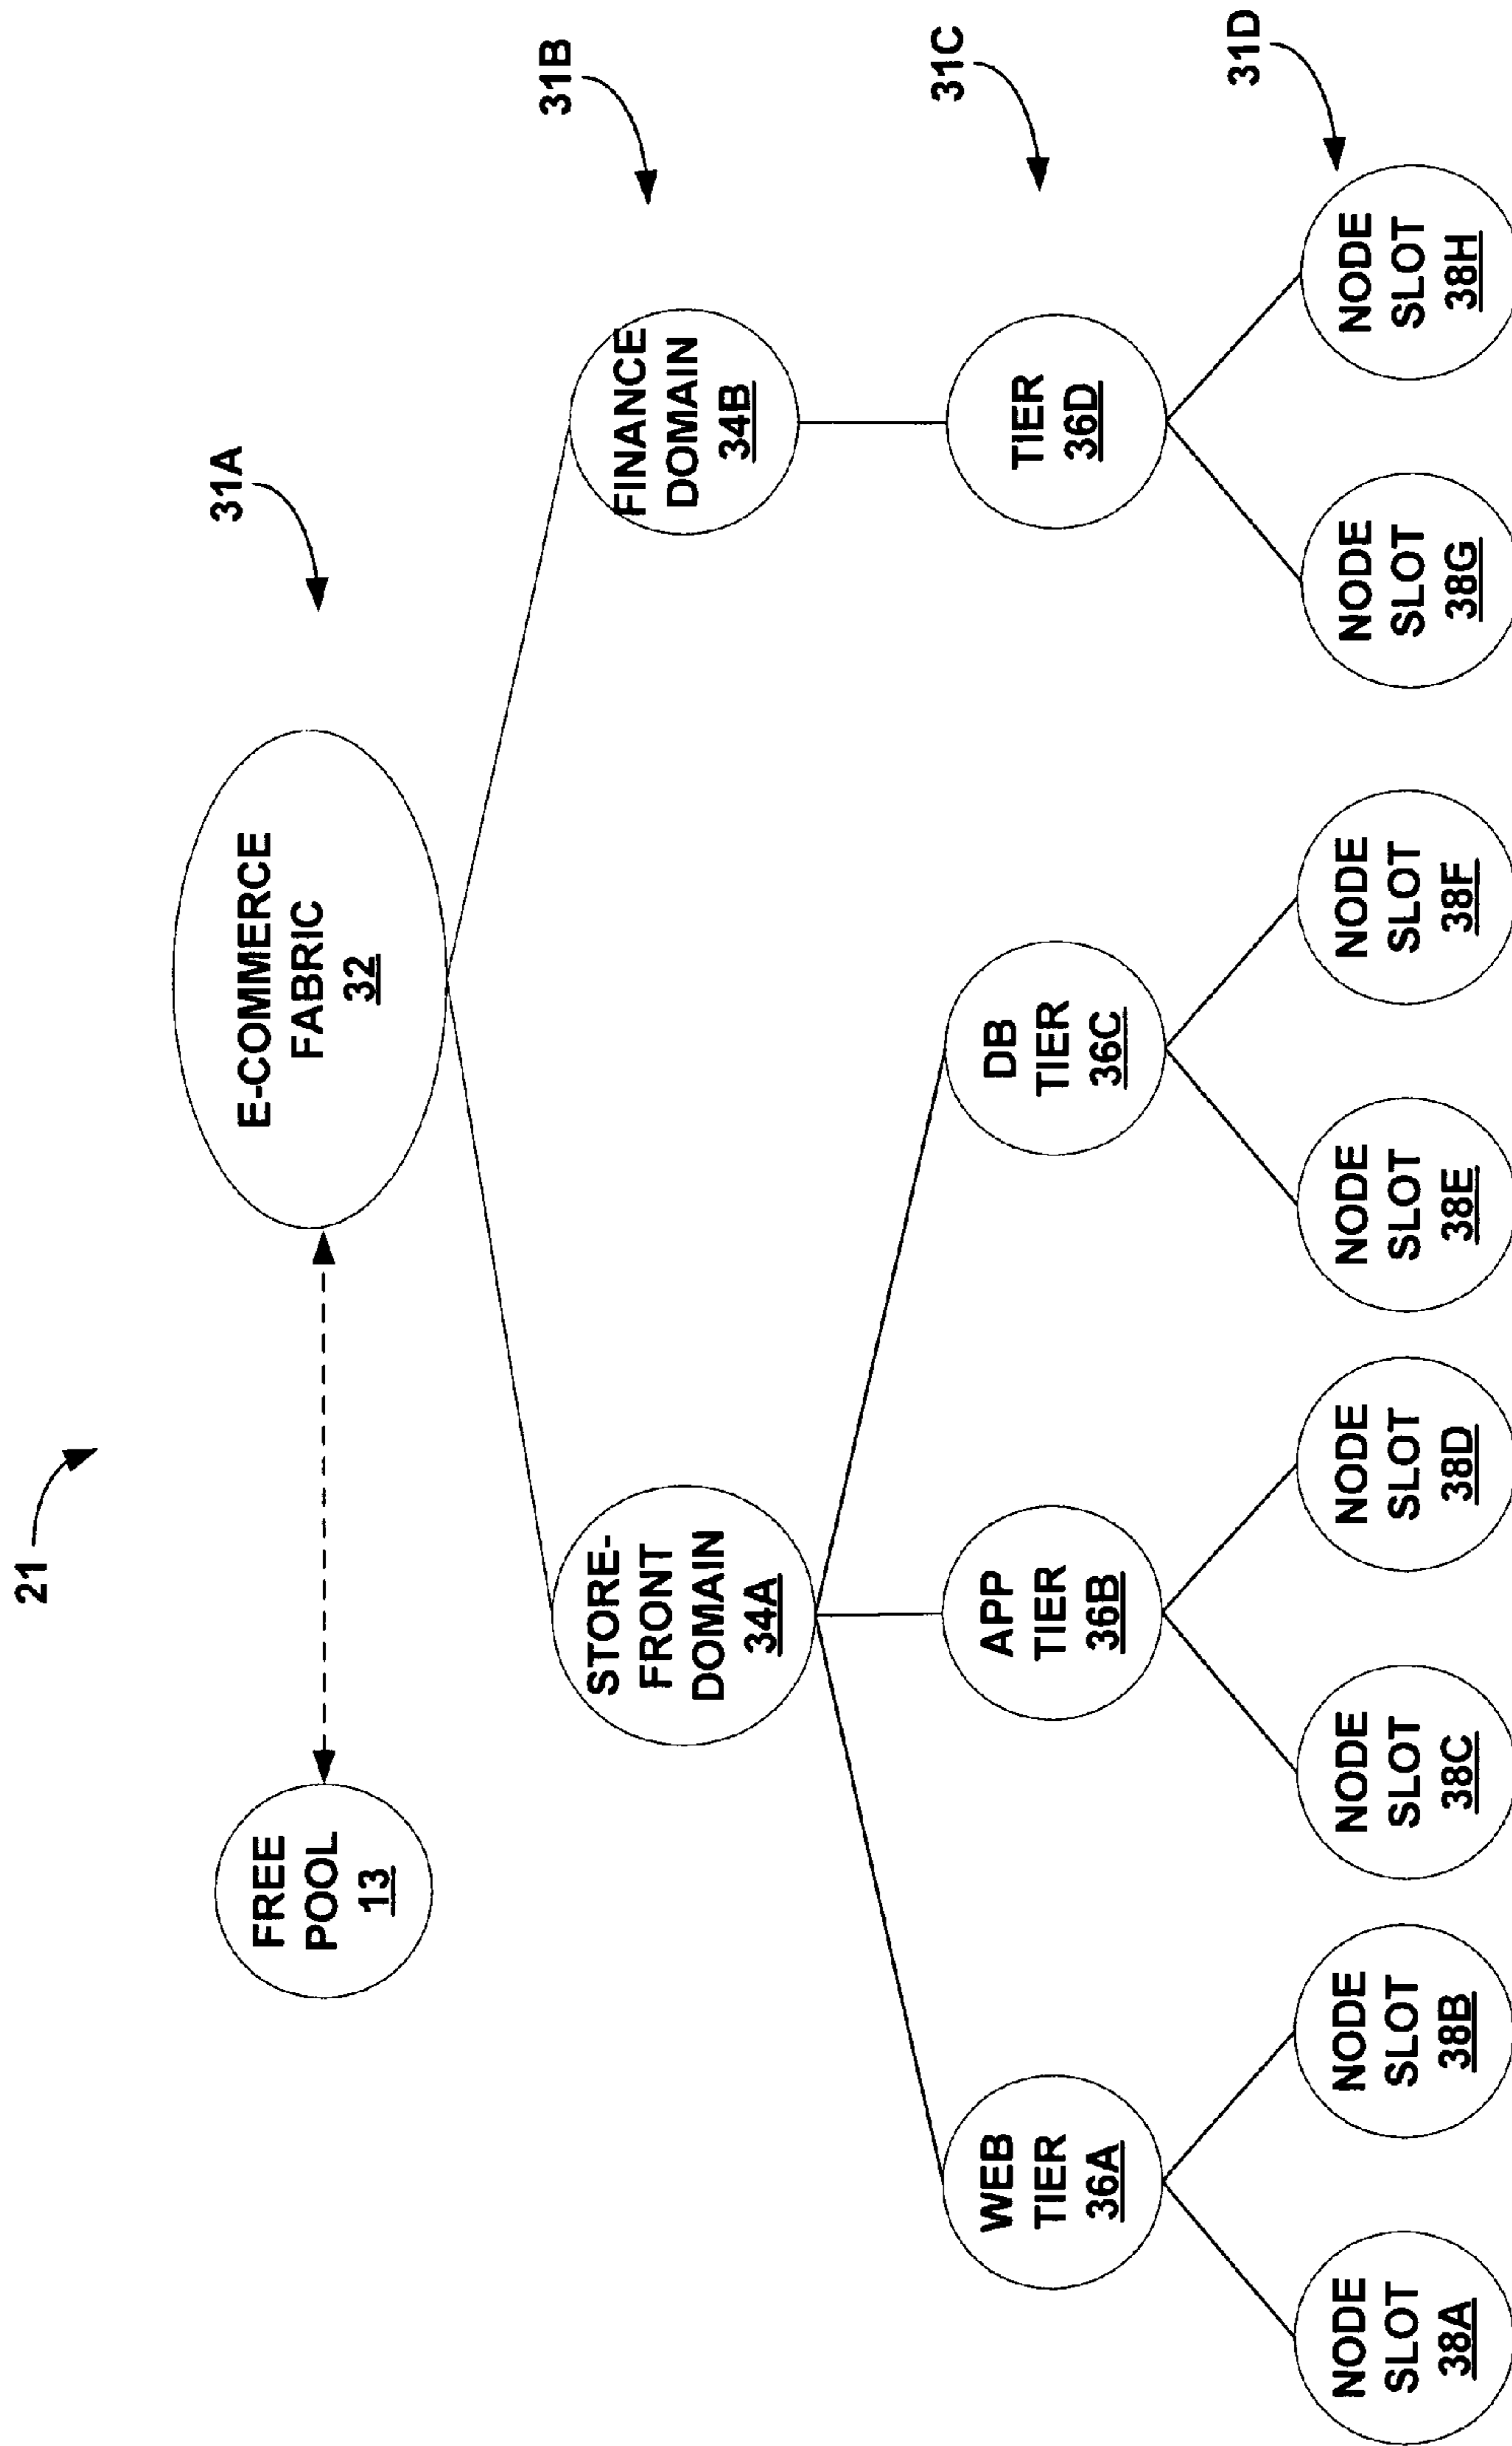 21
31A
FREE
POOL
13
E-COMMERCE
FABRIC
32
31B
STORE-
FRONT
DOMAIN
34A
FINANCE
DOMAIN
34B
31C
WEB
TIER
36A
APP
TIER
36B
DB
TIER
36C
TIER
36D
31D
NODE
SLOT
38A
NODE
SLOT
38B
NODE
SLOT
38C
NODE
SLOT
38D
NODE
SLOT
38E
NODE
SLOT
38F
NODE
SLOT
38G
NODE
SLOT
38H